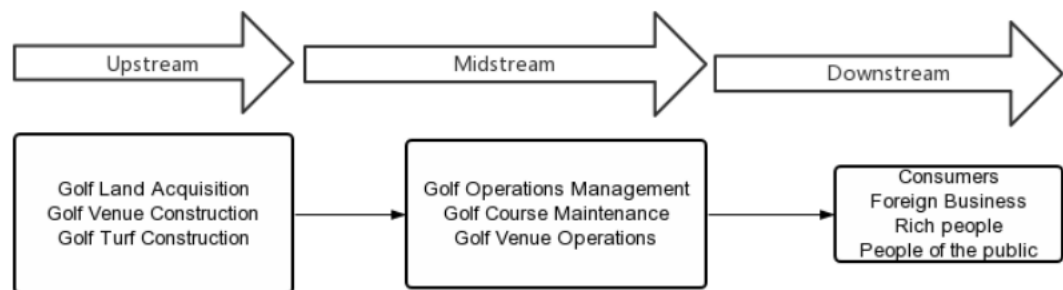 Upstream
Midstream
Downstream
Golf Land Acquisition
Golf Venue Construction
Golf Turf Construction
Golf Operations Management
Golf Course Maintenance
Golf Venue Operations
Consumers
Foreign Business
Rich people
People of the public